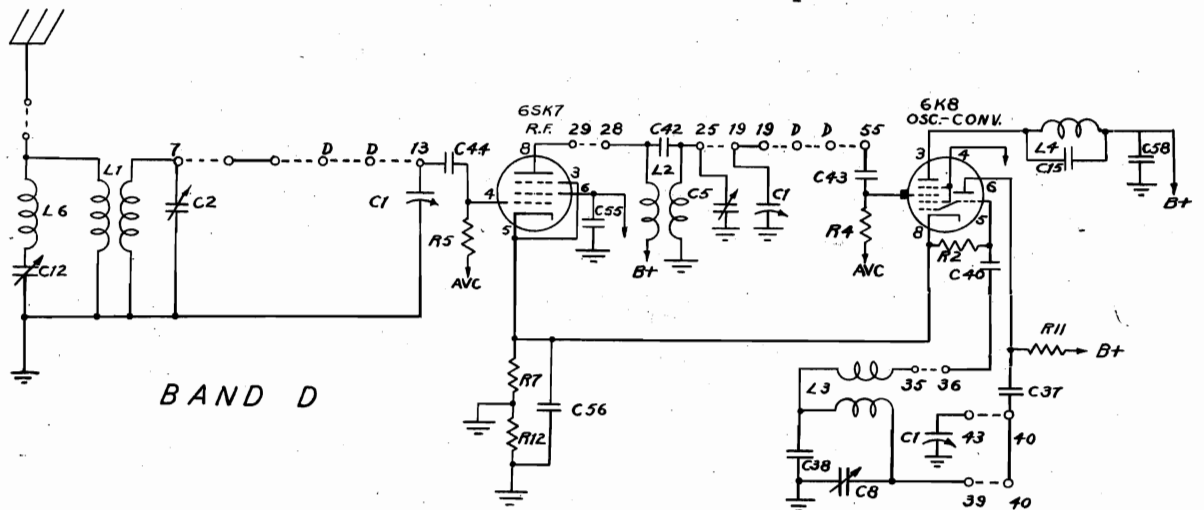 6SK7
R.F.
8
29
28
C42
25
19
19
D
D
55
6K8
OSC.-CONV.
3
4
L4
C15
C58
B+
7
D
D
13
C44
L1
L2
C5
C1
C43
L6
C2
C1
4
3
6
5
C55
R5
AVC
B+
R4
AVC
6
5
8
R2
C46
C12
BAND D
R7
C56
R12
R11
B+
L3
35
36
C37
C1
43
40
C38
C8
39
40